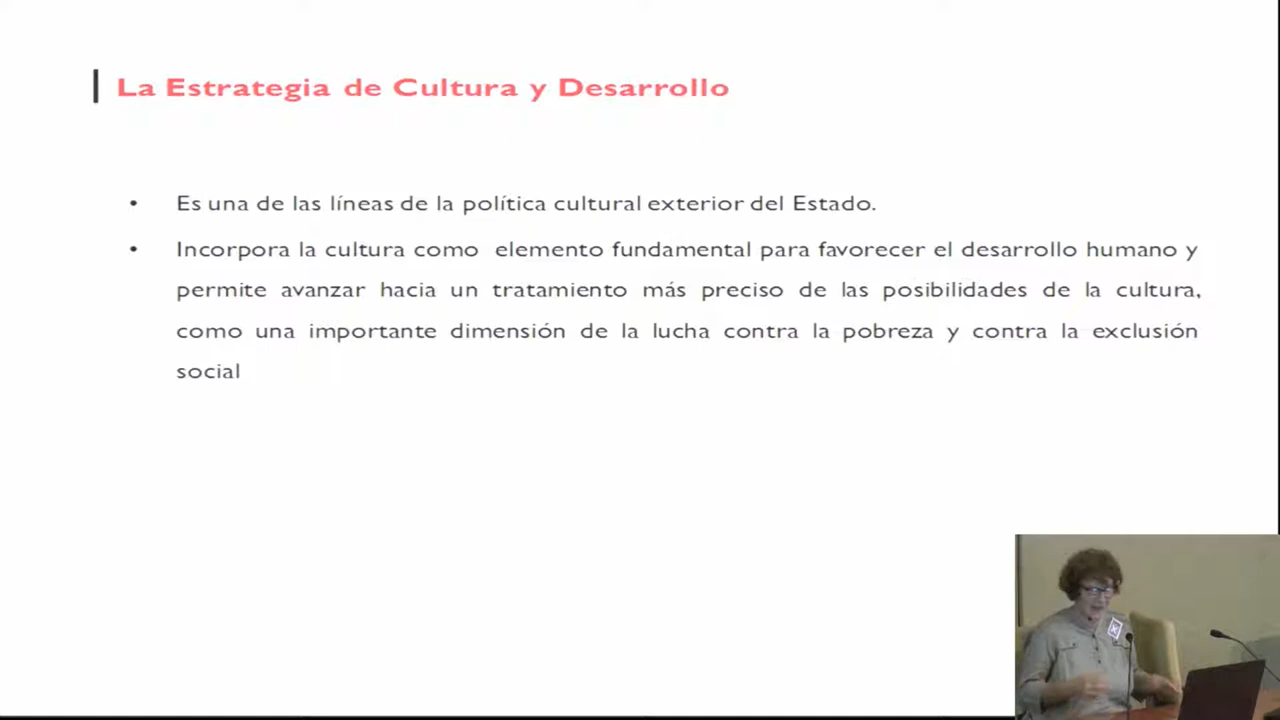 La Estrategia de Cultura y Desarrollo
• Es una de las líneas de la política cultural exterior del Estado.
• Incorpora la cultura como elemento fundamental para favorecer el desarrollo humano y
permite avanzar hacia un tratamiento más preciso de las posibilidades de la cultura,
como una importante dimensión de la lucha contra la pobreza y contra la exclusión
social